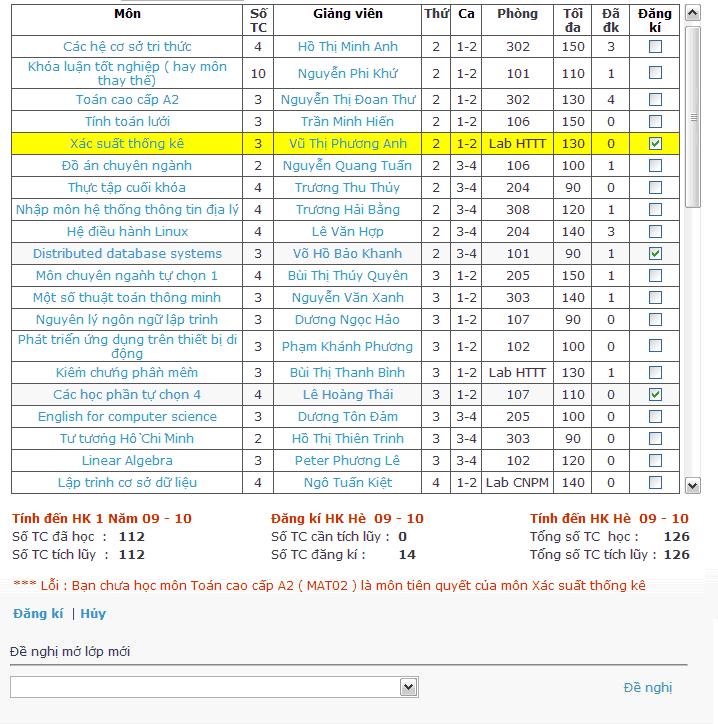 Môn Số TC Giảng viên Thứ Ca Phòng Tối đa Đã đk Đăng kí
Các hệ cơ sở tri thức 4 Hồ Thị Minh Anh 2 1-2 302 150 3
Khóa luận tốt nghiệp ( hay môn thay thế) 10 Nguyễn Phi Khứ 2 1-2 101 110 1
Toán cao cấp A2 3 Nguyễn Thị Đoan Thư 2 1-2 302 130 4
Tính toán lưới 3 Trần Minh Hiến 2 1-2 106 150 0
Xác suất thống kê 3 Vũ Thị Phương Anh 2 1-2 Lab HTTT 130 0
Đồ án chuyên ngành 2 Nguyễn Quang Tuấn 2 3-4 106 100 1
Thực tập cuối khóa 4 Trương Thu Thủy 2 3-4 204 90 0
Nhập môn hệ thống thông tin địa lý 4 Trương Hải Bằng 2 3-4 308 120 1
Hệ điều hành Linux 4 Lê Văn Hợp 2 3-4 204 140 3
Distributed database systems 3 Võ Hồ Bảo Khanh 2 3-4 101 90 1
Môn chuyên ngành tự chọn 1 4 Bùi Thị Thúy Quyên 3 1-2 205 150 1
Một số thuật toán thông minh 3 Nguyễn Văn Xanh 3 1-2 303 140 1
Nguyên lý ngôn ngữ lập trình 3 Dương Ngọc Hảo 3 1-2 107 90 0
Phát triển ứng dụng trên thiết bị di động 3 Phạm Khánh Phương 3 1-2 102 100 0
Kiểm chứng phần mềm 3 Bùi Thị Thanh Bình 3 1-2 Lab HTTT 130 1
Các học phần tự chọn 4 4 Lê Hoàng Thái 3 1-2 107 110 0
English for computer science 3 Dương Tôn Đảm 3 3-4 205 100 0
Tư tưởng Hồ Chí Minh 2 Hồ Thị Thiên Trinh 3 3-4 303 90 0
Linear Algebra 3 Peter Phương Lê 3 3-4 102 120 0
Lập trình cơ sở dữ liệu 4 Ngô Tuấn Kiệt 4 1-2 Lab CNPM 140 0
Tính đến HK 1 Năm 09 - 10 Đăng kí HK Hè 09 - 10 Tính đến HK Hè 09 - 10
Số TC đã học : 112 Số TC cần tích lũy : 0 Tổng số TC học : 126
Số TC tích lũy : 112 Số TC đăng kí : 14 Tổng số TC tích lũy : 126
*** Lỗi : Bạn chưa học môn Toán cao cấp A2 ( MAT02 ) là môn tiên quyết của môn Xác suất thống kê
Đăng kí | Hủy
Đề nghị mở lớp mới
Đề nghị